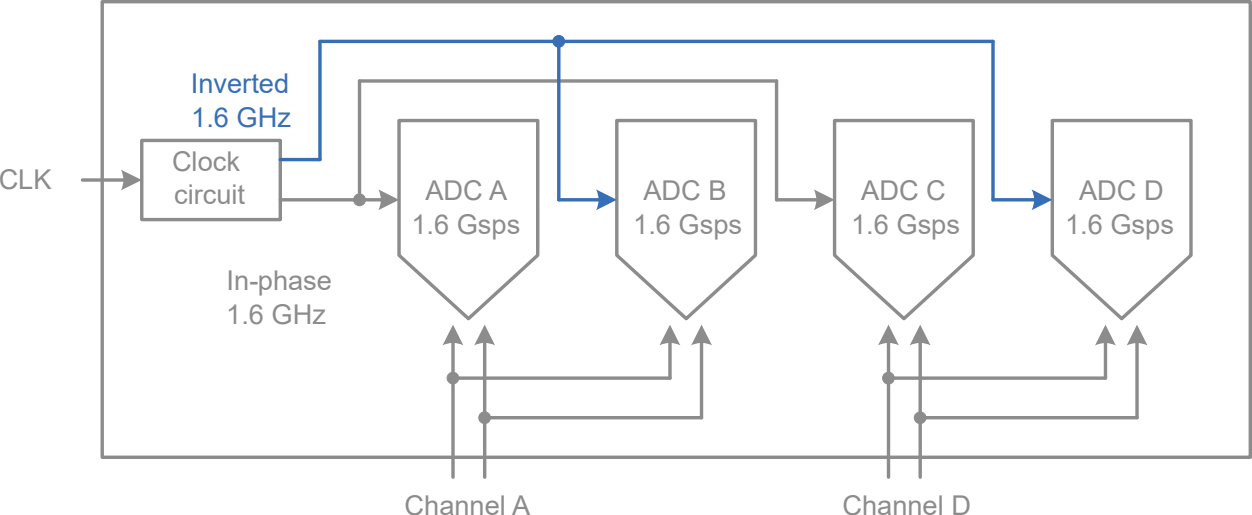 Inverted
1.6 GHz
CLK
Clock
circuit
ADC A
1.6 Gsps
ADC B
1.6 Gsps
ADC C
1.6 Gsps
ADC D
1.6 Gsps
In-phase
1.6 GHz
Channel A
Channel D